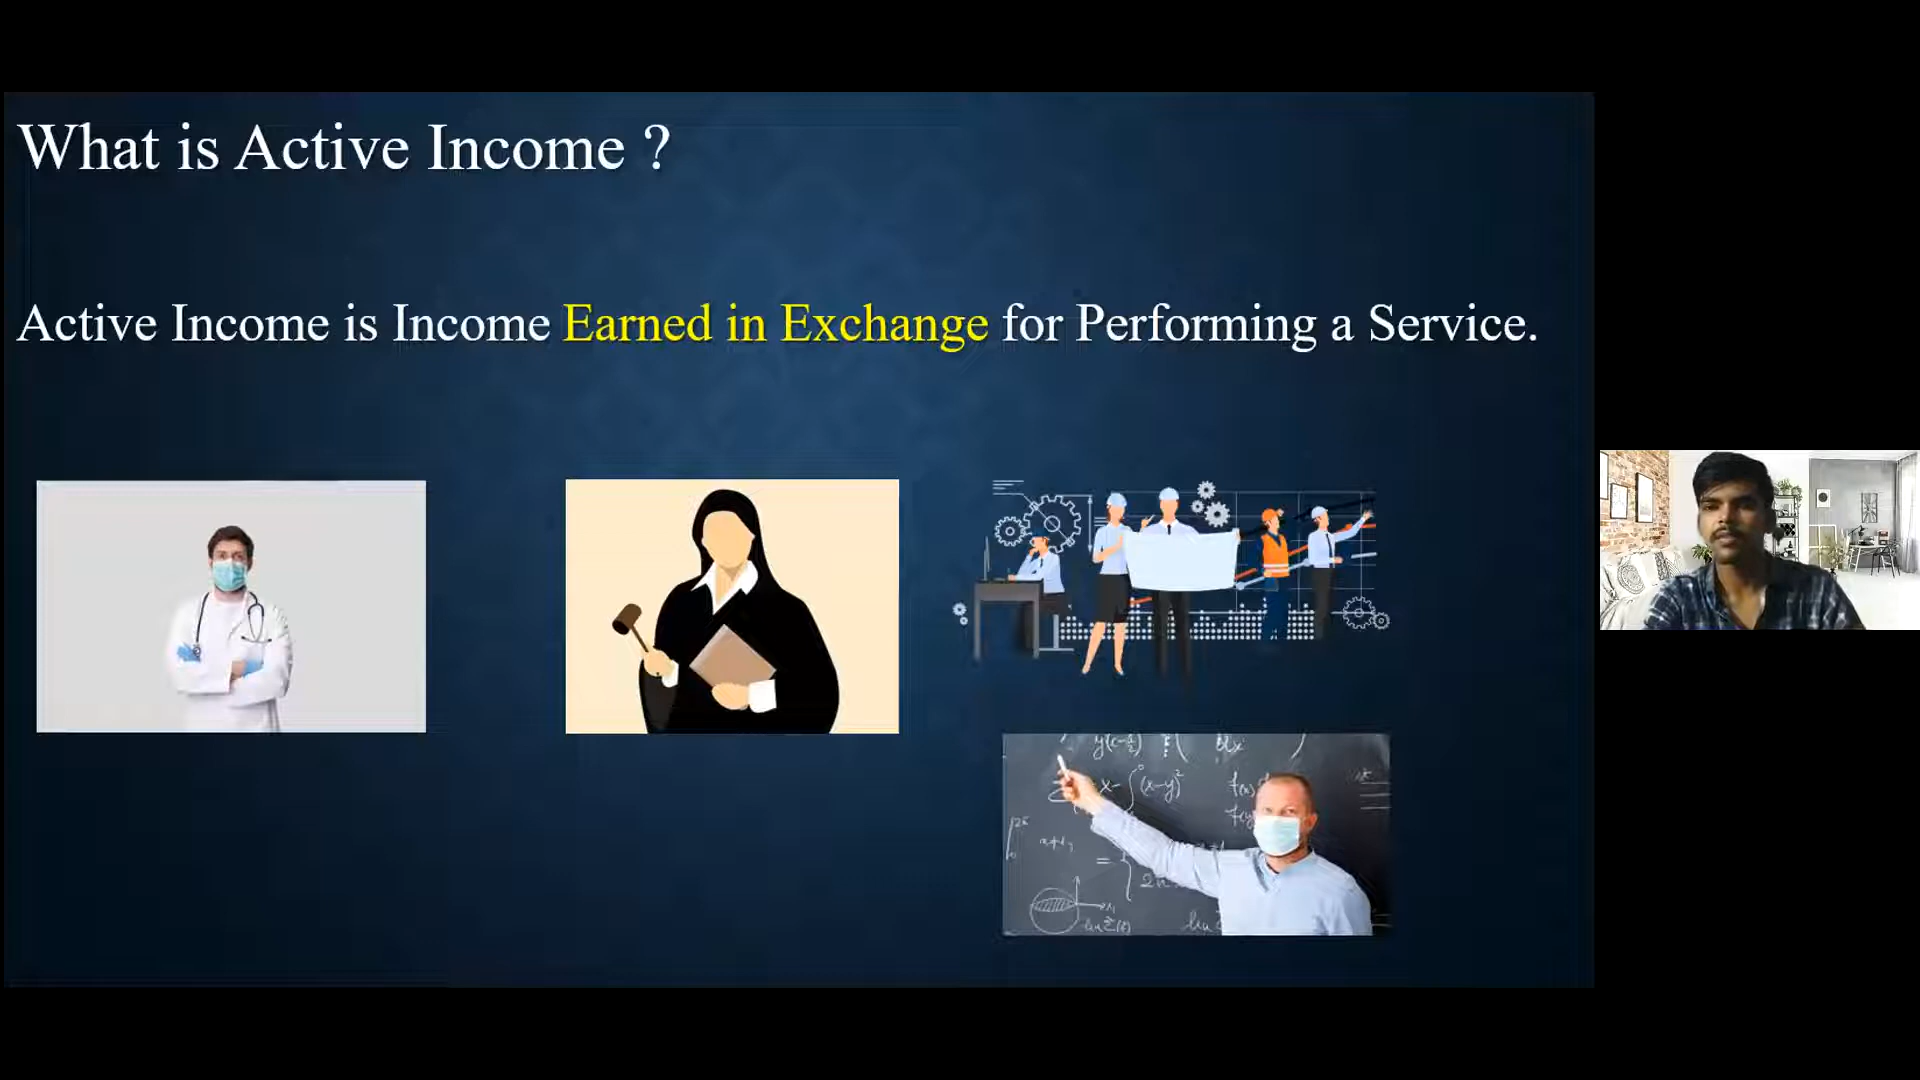 What is Active Income ?
Active Income is Income Earned in Exchange for Performing a Service.